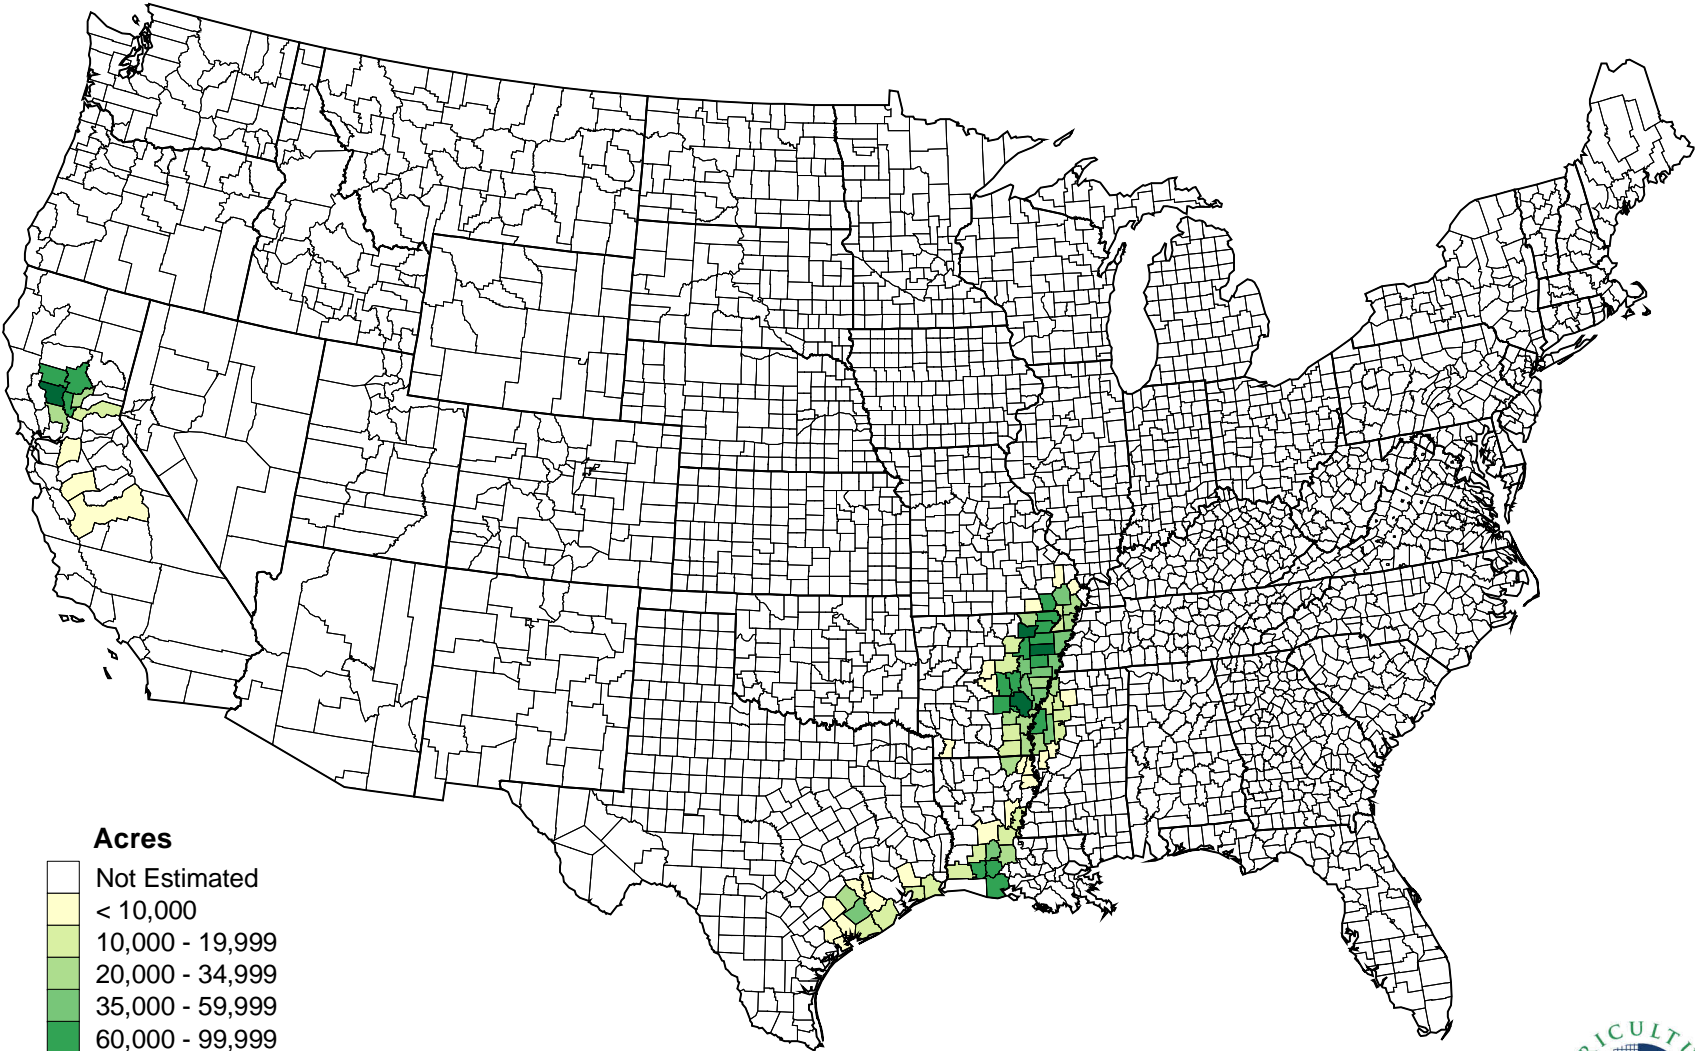 Acres
Not Estimated
< 10,000
10,000 - 19,999
20,000 - 34,999
35,000 - 59,999
60,000 - 99,999
RICULTU